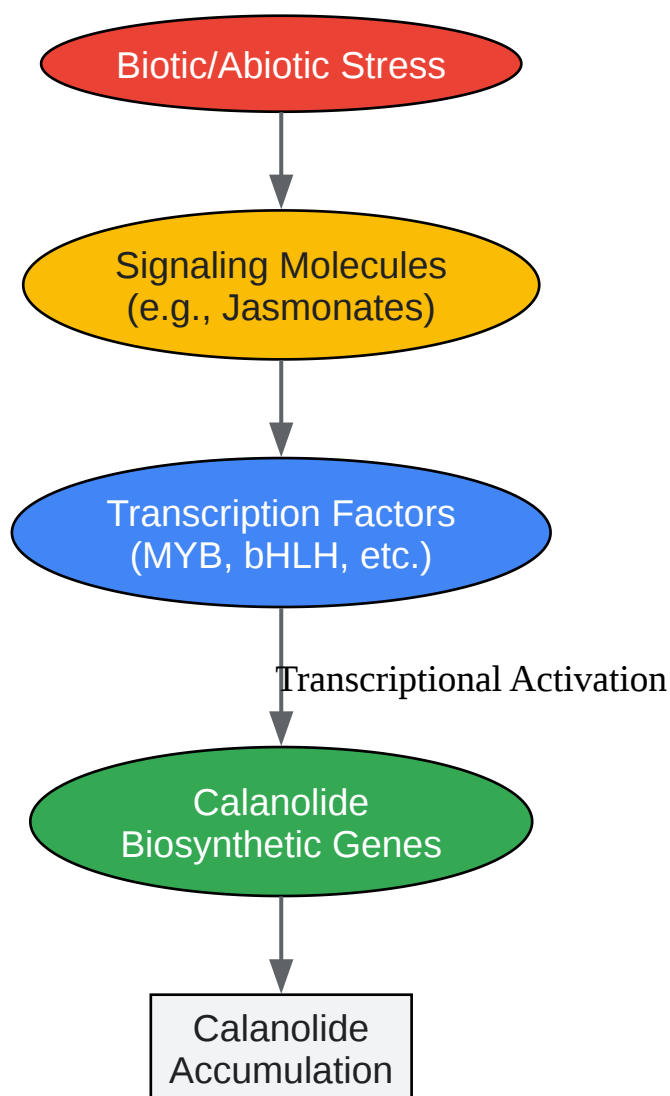 Biotic/Abiotic Stress
Signaling Molecules
(e.g., Jasmonates)
Transcription Factors
(MYB, bHLH, etc.)
Transcriptional Activation
Calanolide
Biosynthetic Genes
Calanolide
Accumulation